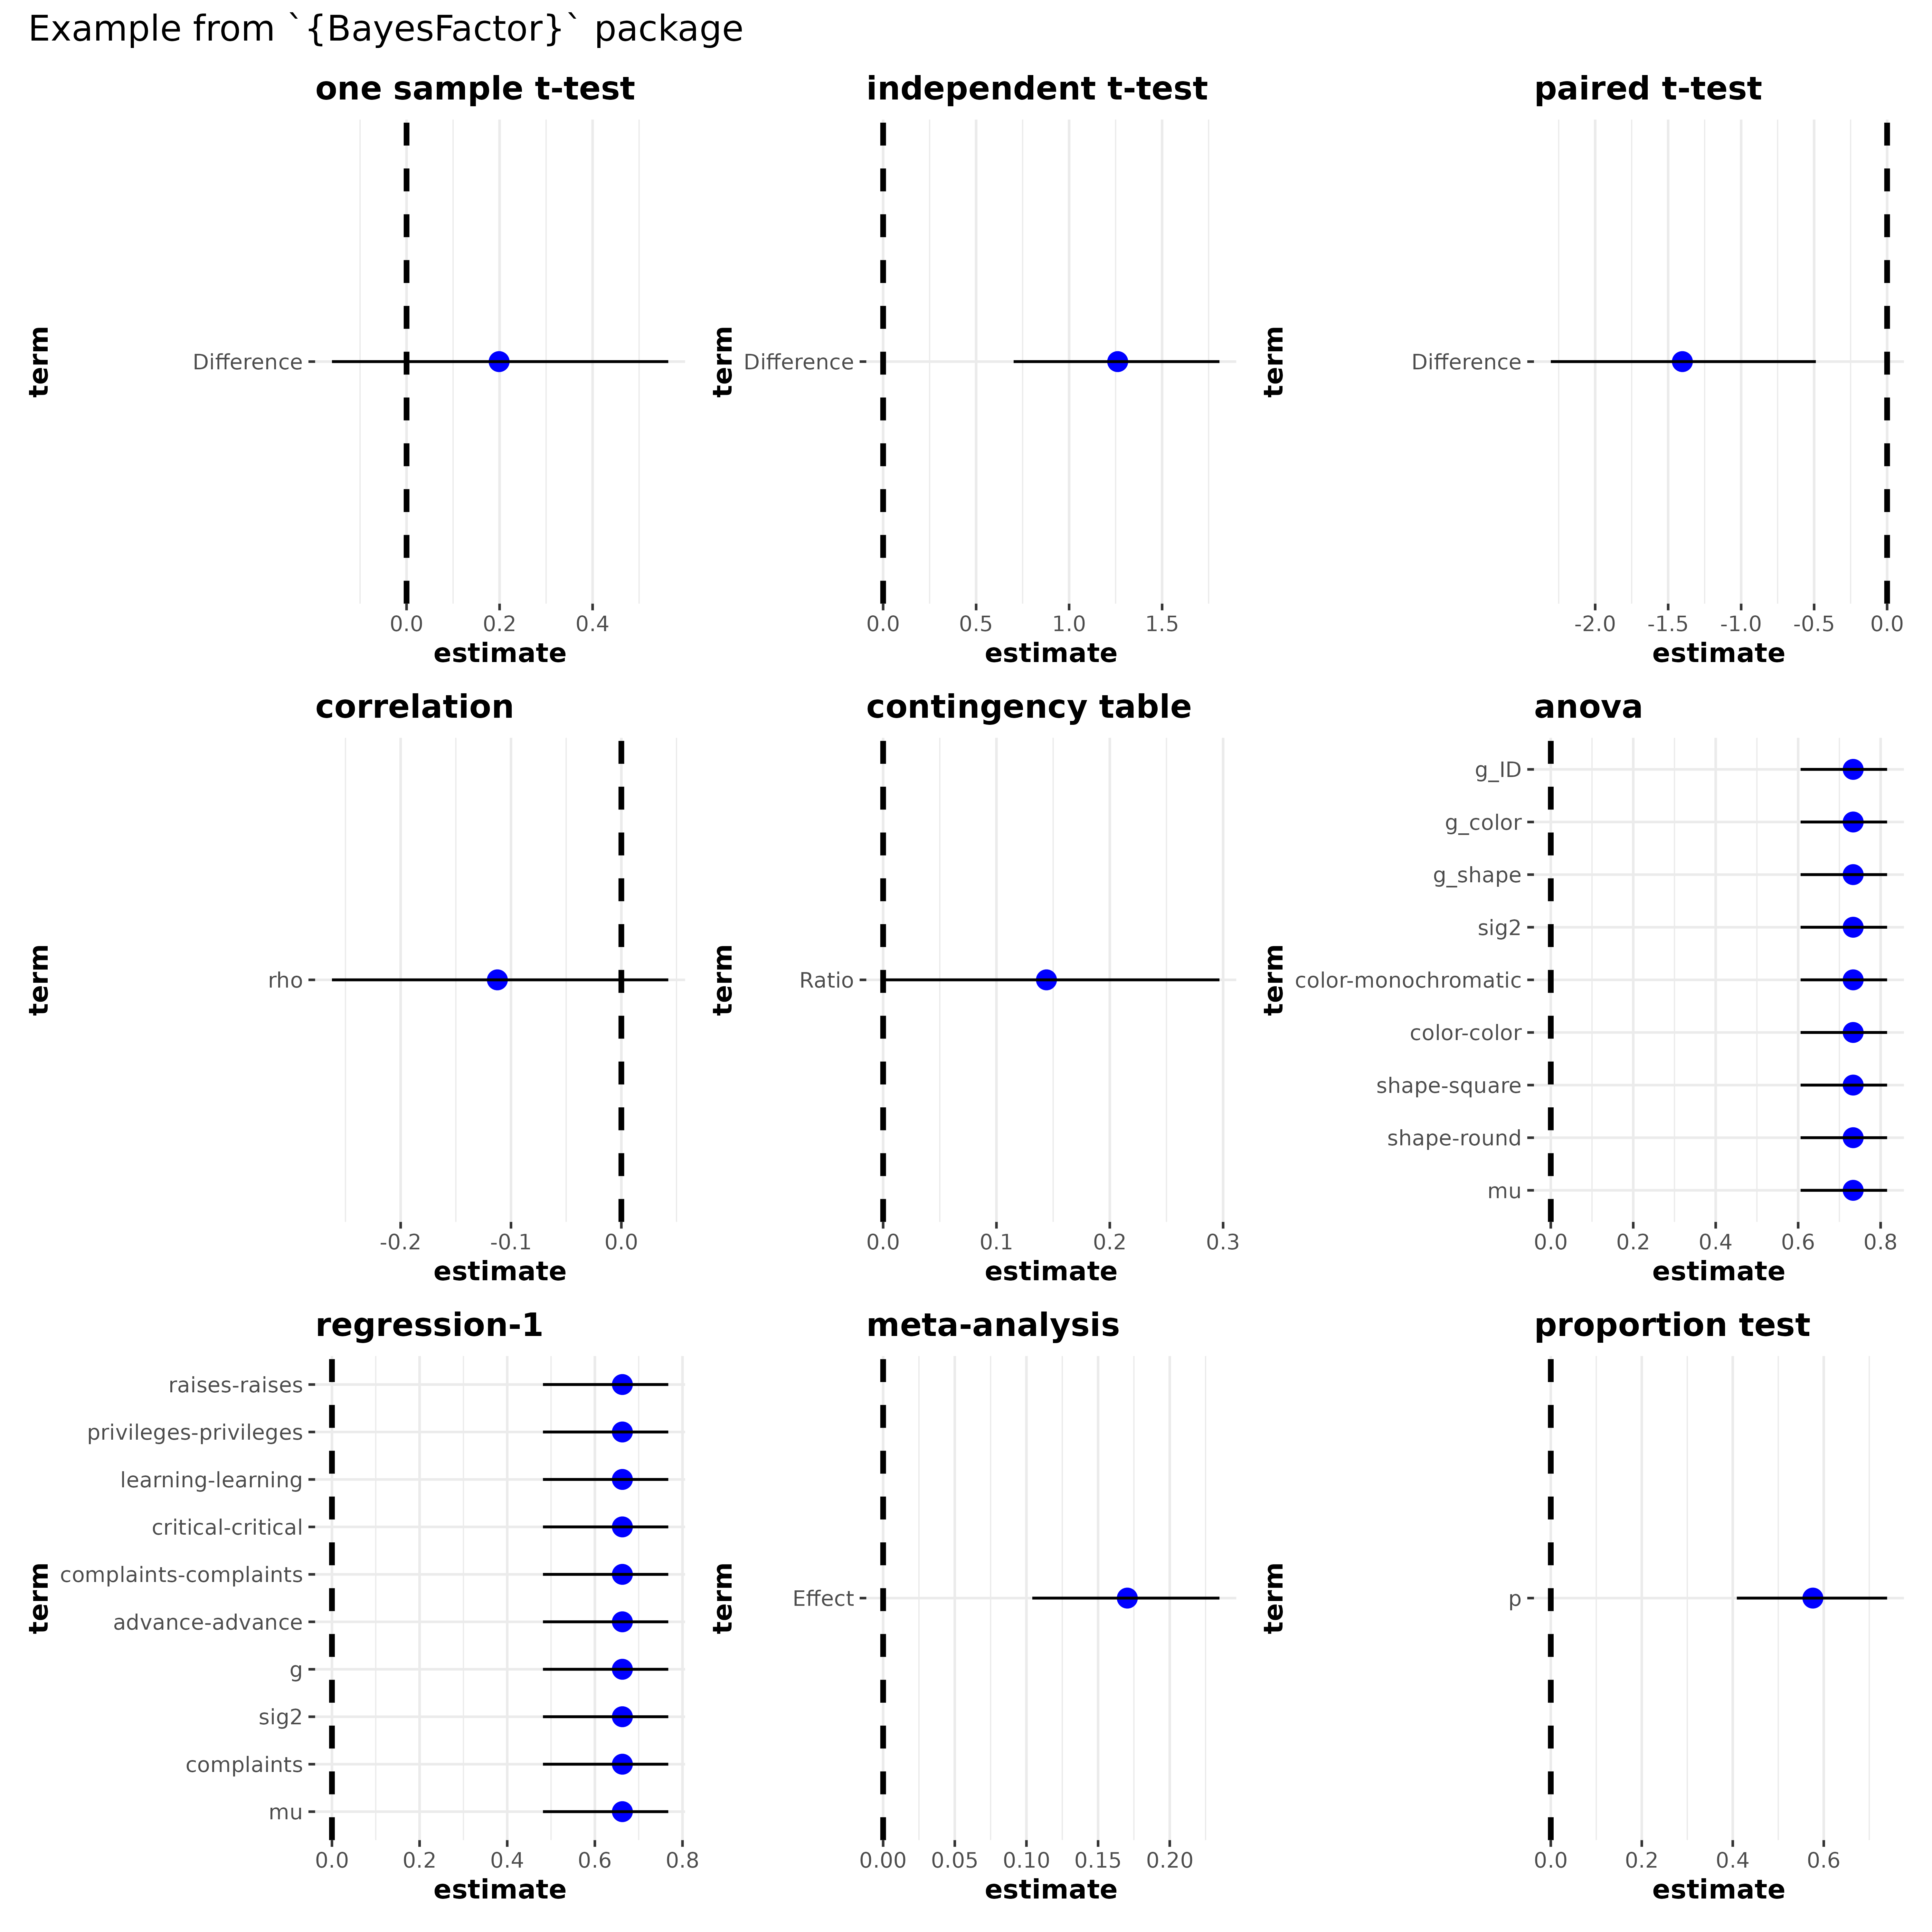 Example from `{BayesFactor}` package
one sample t-test
term
Difference
0.0 0.2 0.4
estimate
independent t-test
term
Difference
0.0 0.5 1.0 1.5
estimate
paired t-test
term
Difference
-2.0 -1.5 -1.0 -0.5 0.0
estimate
correlation
term
rho
-0.2 -0.1 0.0
estimate
contingency table
term
Ratio
0.0 0.1 0.2 0.3
estimate
anova
term
g_ID
g_color
g_shape
sig2
color-monochromatic
color-color
shape-square
shape-round
mu
0.0 0.2 0.4 0.6 0.8
estimate
regression-1
term
raises-raises
privileges-privileges
learning-learning
critical-critical
complaints-complaints
advance-advance
g
sig2
complaints
mu
0.0 0.2 0.4 0.6 0.8
estimate
meta-analysis
term
Effect
0.00 0.05 0.10 0.15 0.20
estimate
proportion test
term
p
0.0 0.2 0.4 0.6
estimate